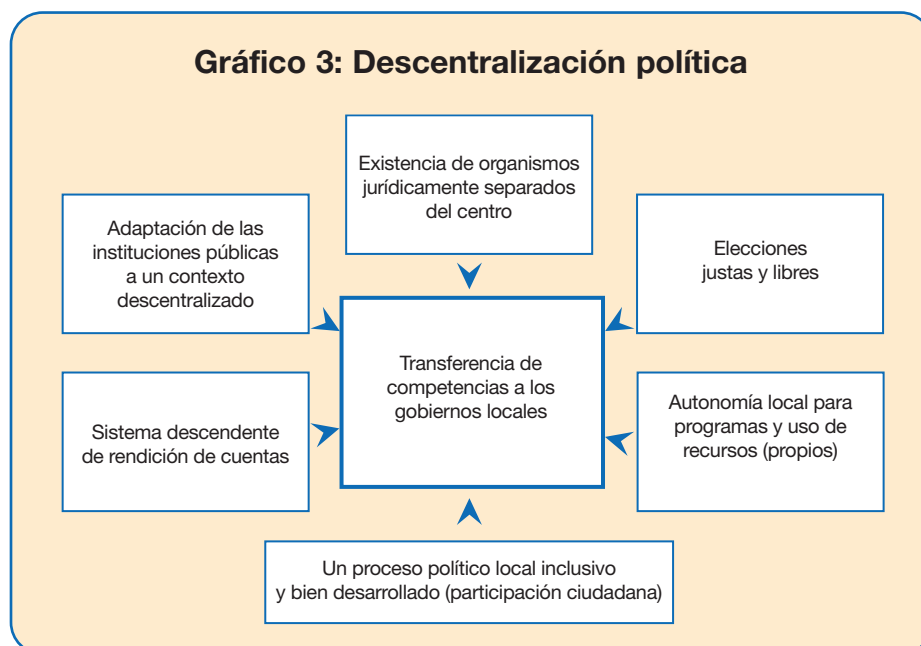 Gráfico 3: Descentralización política
Existencia de organismos
jurídicamente separados
del centro
Adaptación de las
instituciones públicas
a un contexto
descentralizado
Elecciones
justas y libres
Transferencia de
competencias a los
gobiernos locales
Sistema descendente
de rendición de cuentas
Autonomía local para
programas y uso de
recursos (propios)
Un proceso político local inclusivo
y bien desarrollado (participación ciudadana)